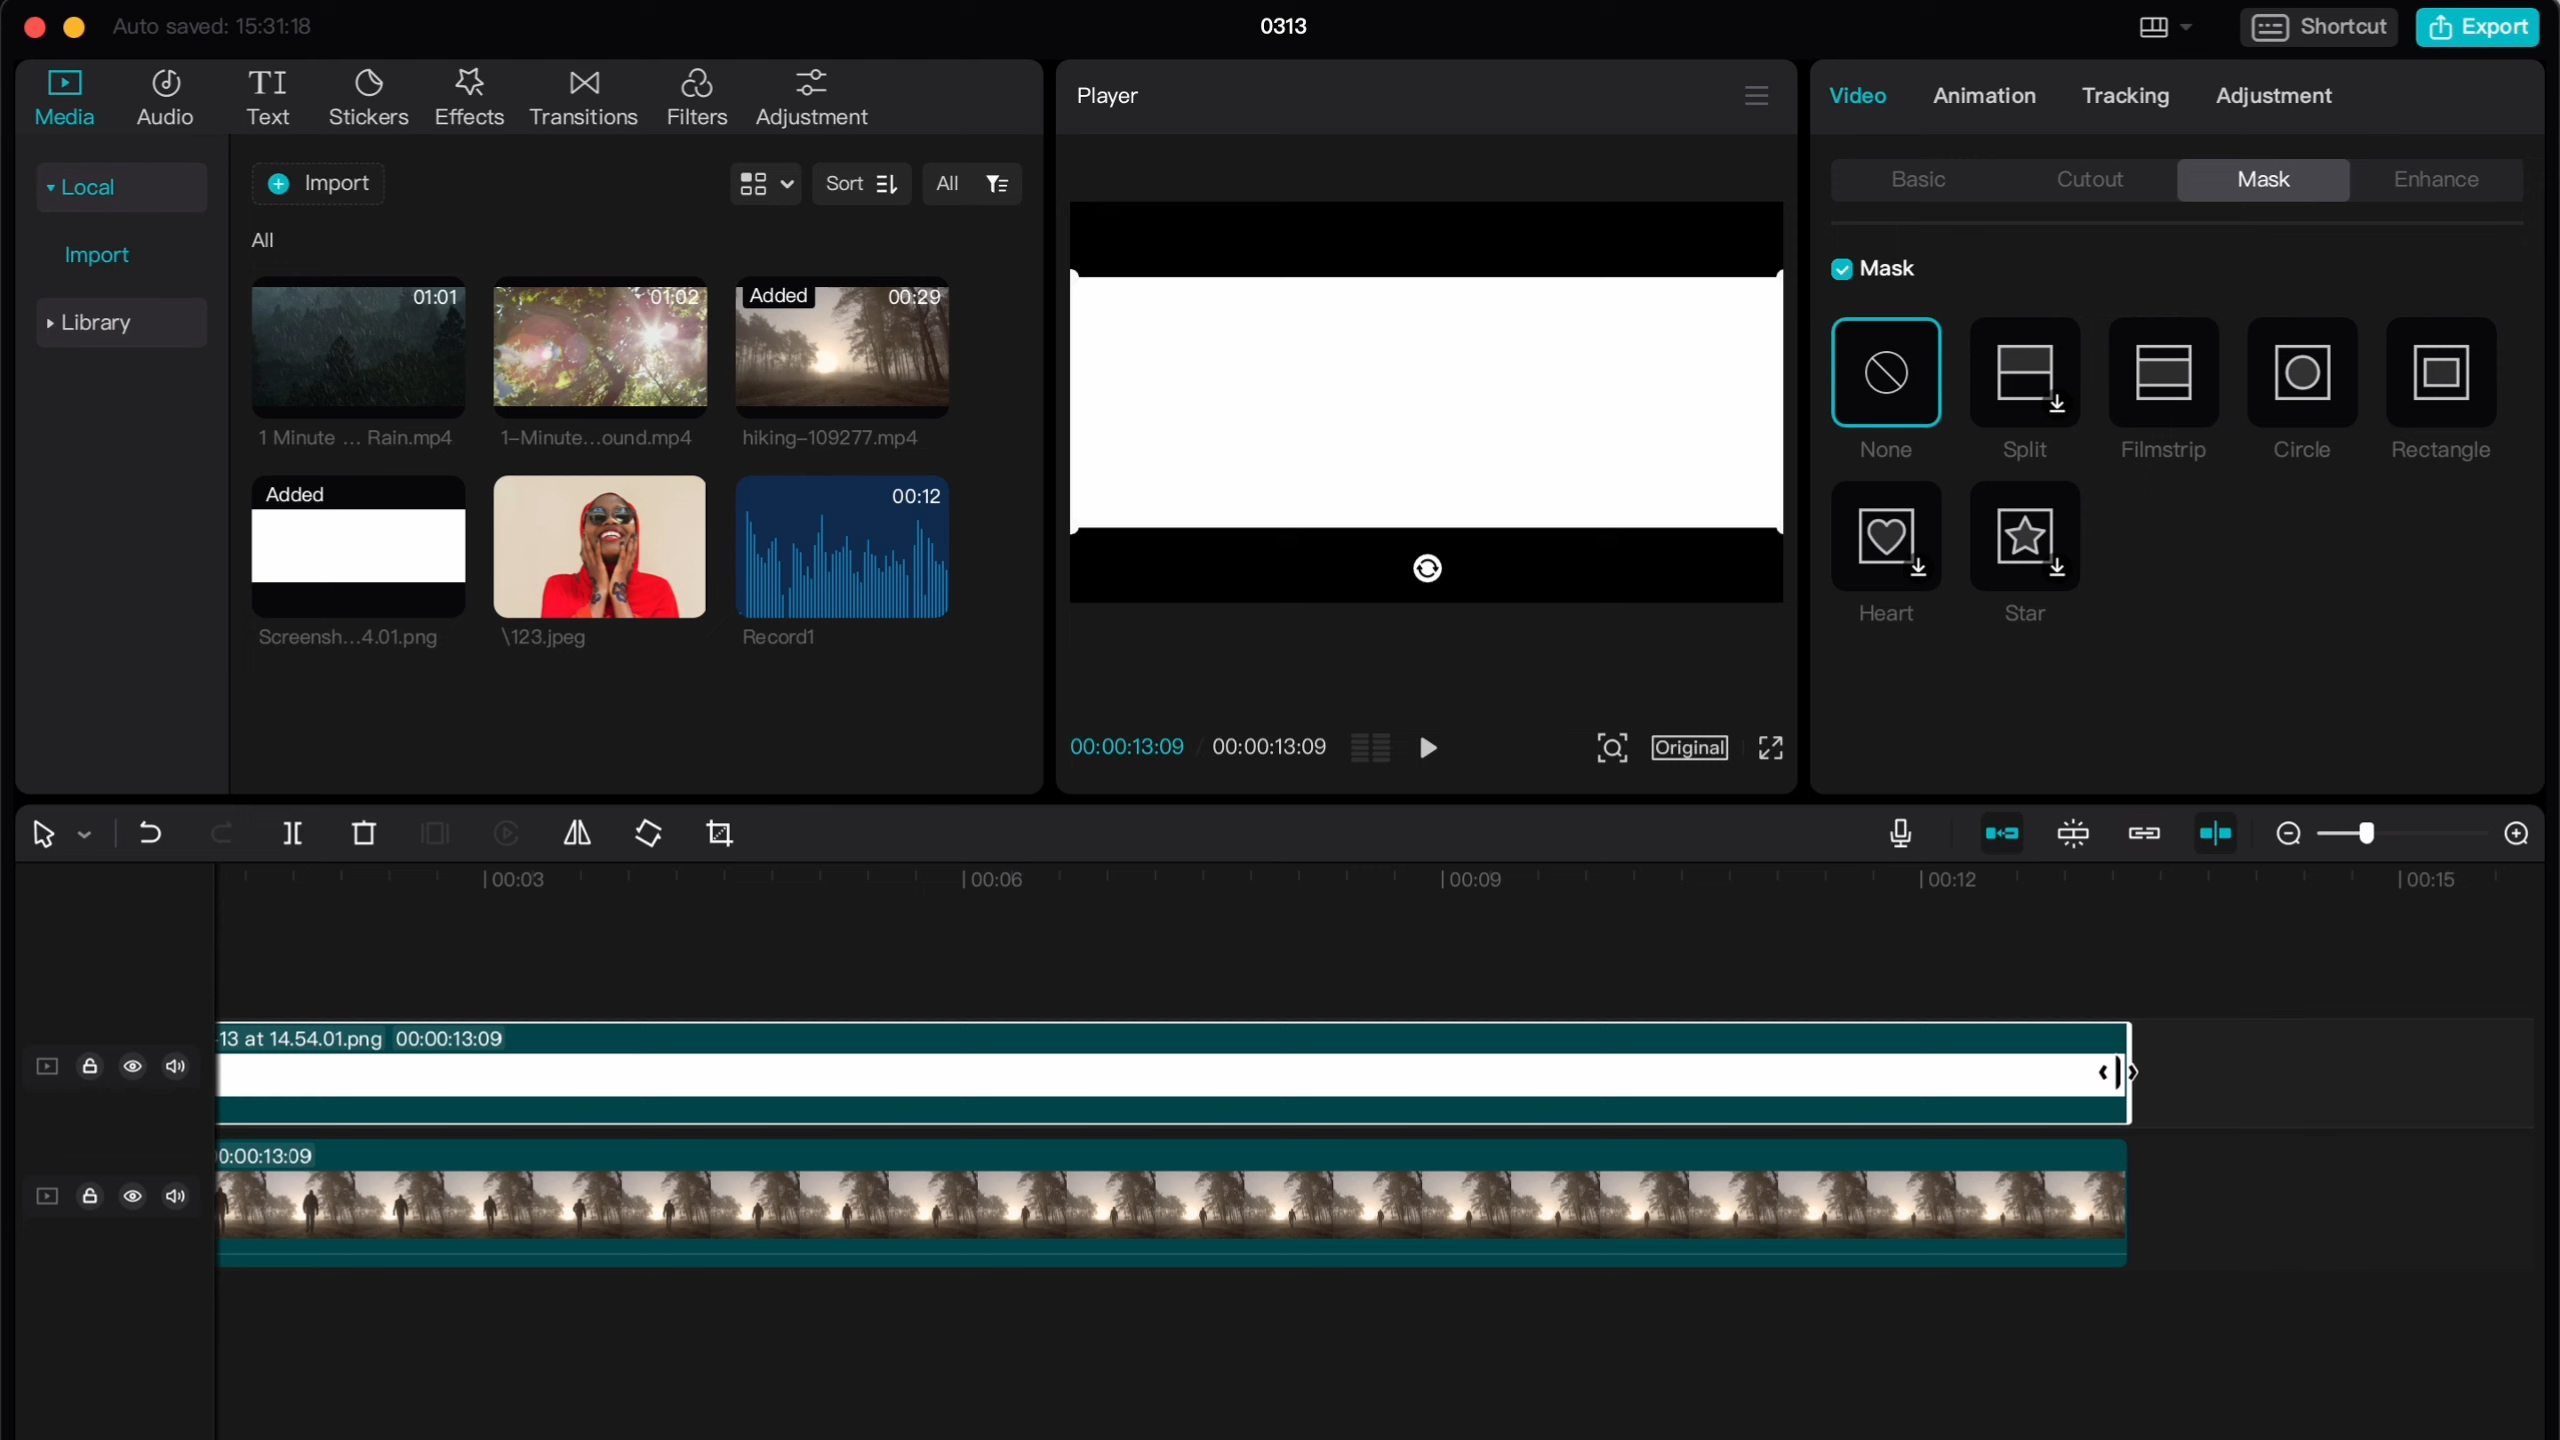 Auto saved: 15:31:18
0313
Shortcut
Export
Media
Audio
TI
Text
Stickers
Effects
Transitions
Filters
Adjustment
Local
Import
Library
Import
Sort
All
All
01:01
1 Minute ... Rain.mp4
01:02
1-Minute...ound.mp4
Added
00:29
hiking-109277.mp4
Added
Screensh...4.01.png
\123.jpeg
00:12
Record1
Player
00:00:13:09 / 00:00:13:09
Original
Video
Animation
Tracking
Adjustment
Basic
Cutout
Mask
Enhance
Mask
None
Split
Filmstrip
Circle
Rectangle
Heart
Star
00:03
00:06
00:09
00:12
00:15
-13 at 14.54.01.png 00:00:13:09
0:00:13:09